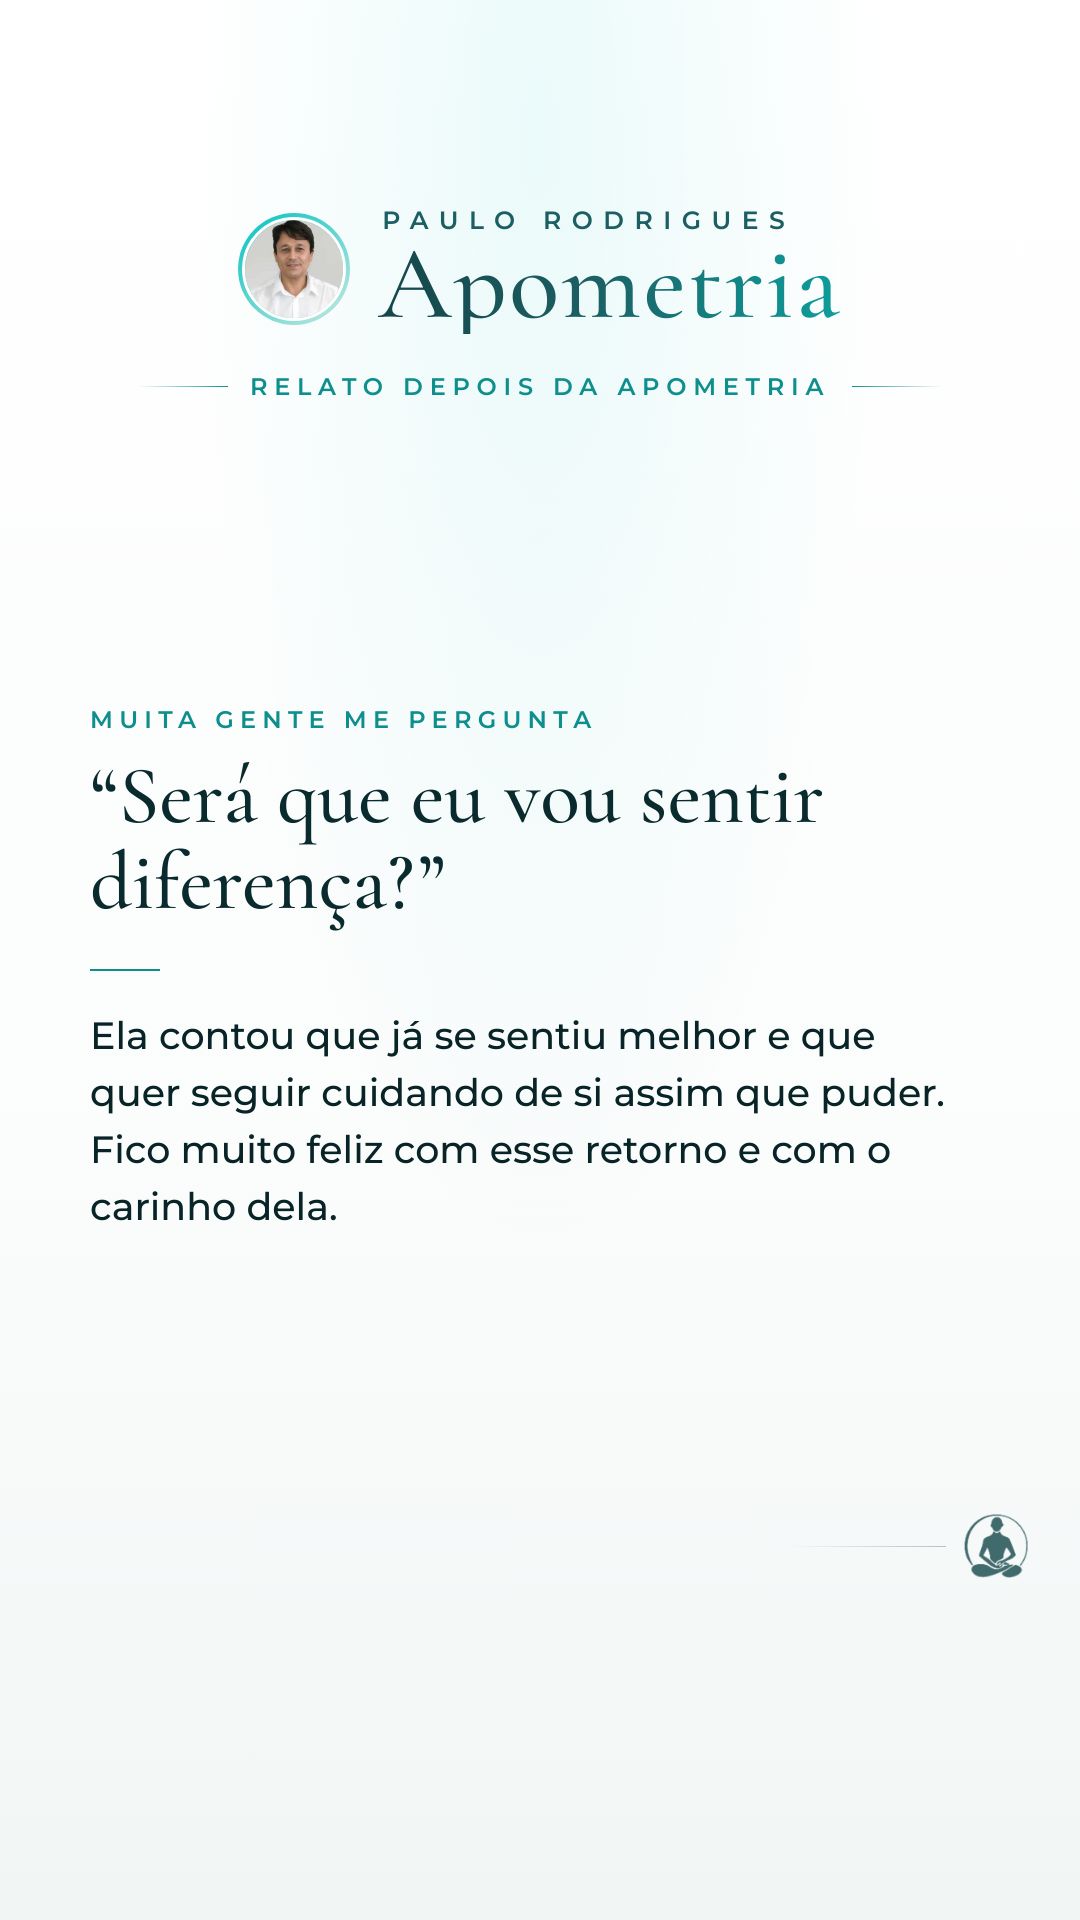 PAULO RODRIGUES
Apometria
RELATO DEPOIS DA APOMETRIA
MUITA GENTE ME PERGUNTA
“Será que eu vou sentir
diferença?”
Ela contou que já se sentiu melhor e que
quer seguir cuidando de si assim que puder.
Fico muito feliz com esse retorno e com o
carinho dela.